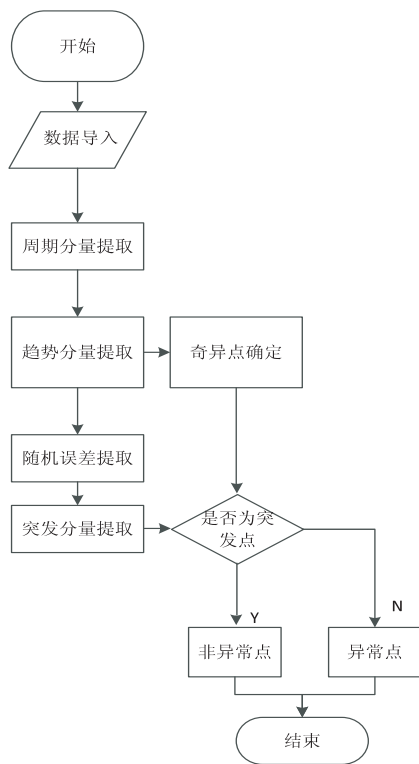 开始
数据导入
周期分量提取
趋势分量提取
奇异点确定
随机误差提取
突发分量提取
是否为突
发点
Y
N
非异常点
异常点
结束